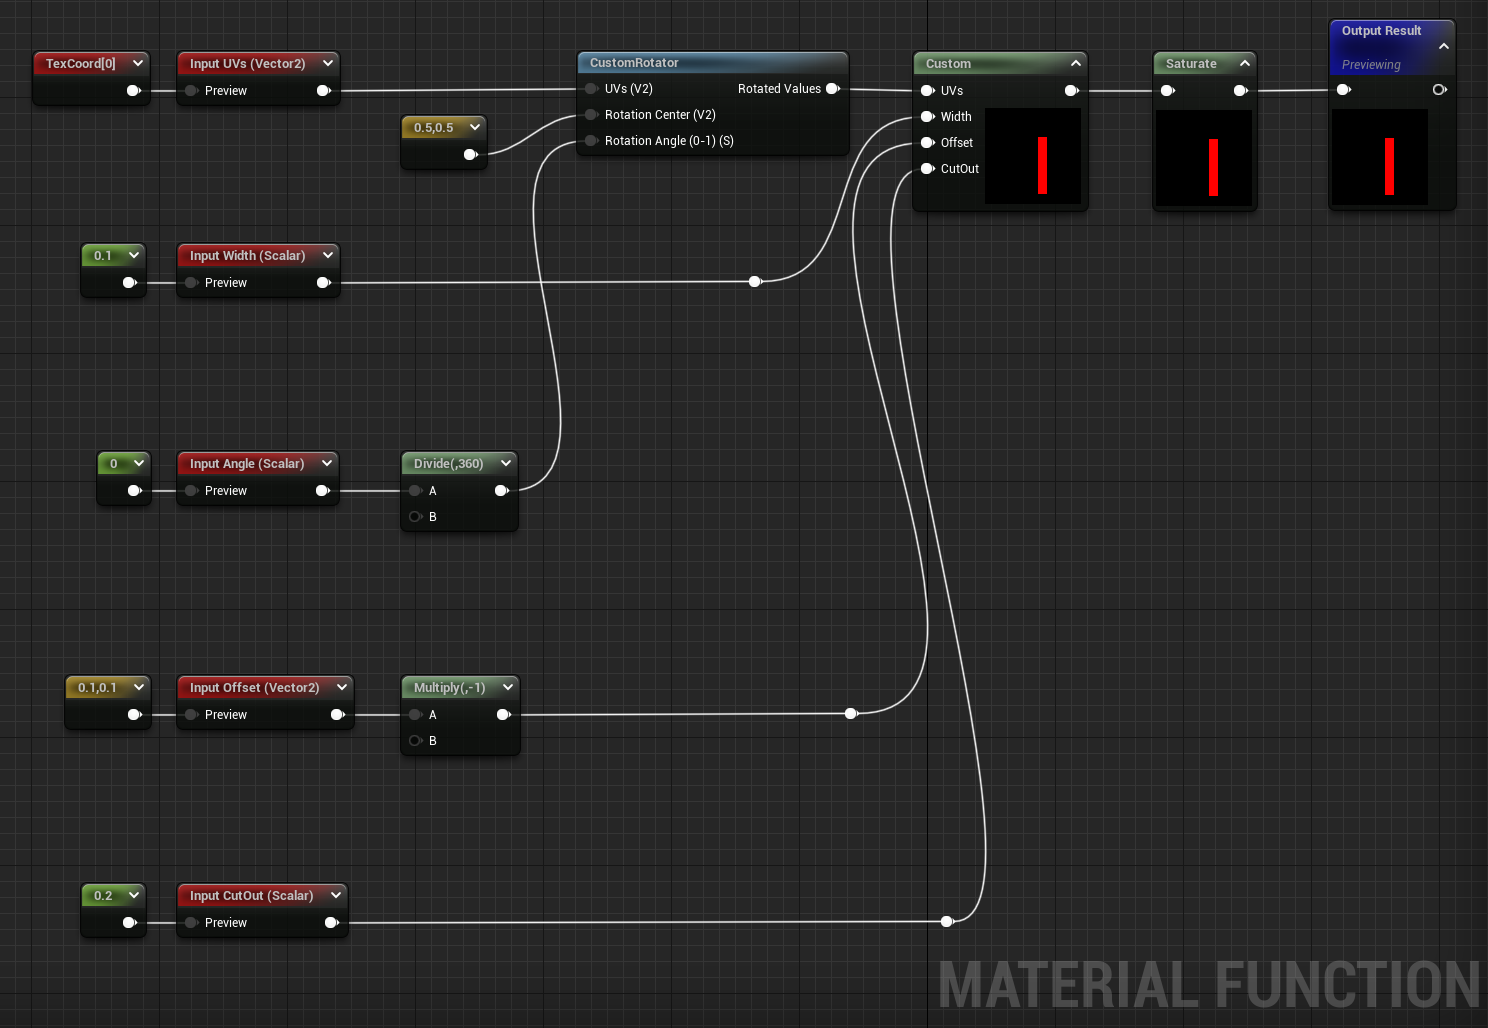 TexCoord[0]
Preview
Input UVs (Vector2)
0.5,0.5
CustomRotator
UVs (V2)
Rotated Values
Rotation Center (V2)
Rotation Angle (0-1) (S)
Custom
UVs
Width
Offset
CutOut
Saturate
Output Result
Previewing
0.1
Input Width (Scalar)
Preview
0
Input Angle (Scalar)
Preview
Divide(,360)
A
B
0.1,0.1
Input Offset (Vector2)
Preview
Multiply(,-1)
A
B
0.2
Input CutOut (Scalar)
Preview
MATERIAL FUNCTION